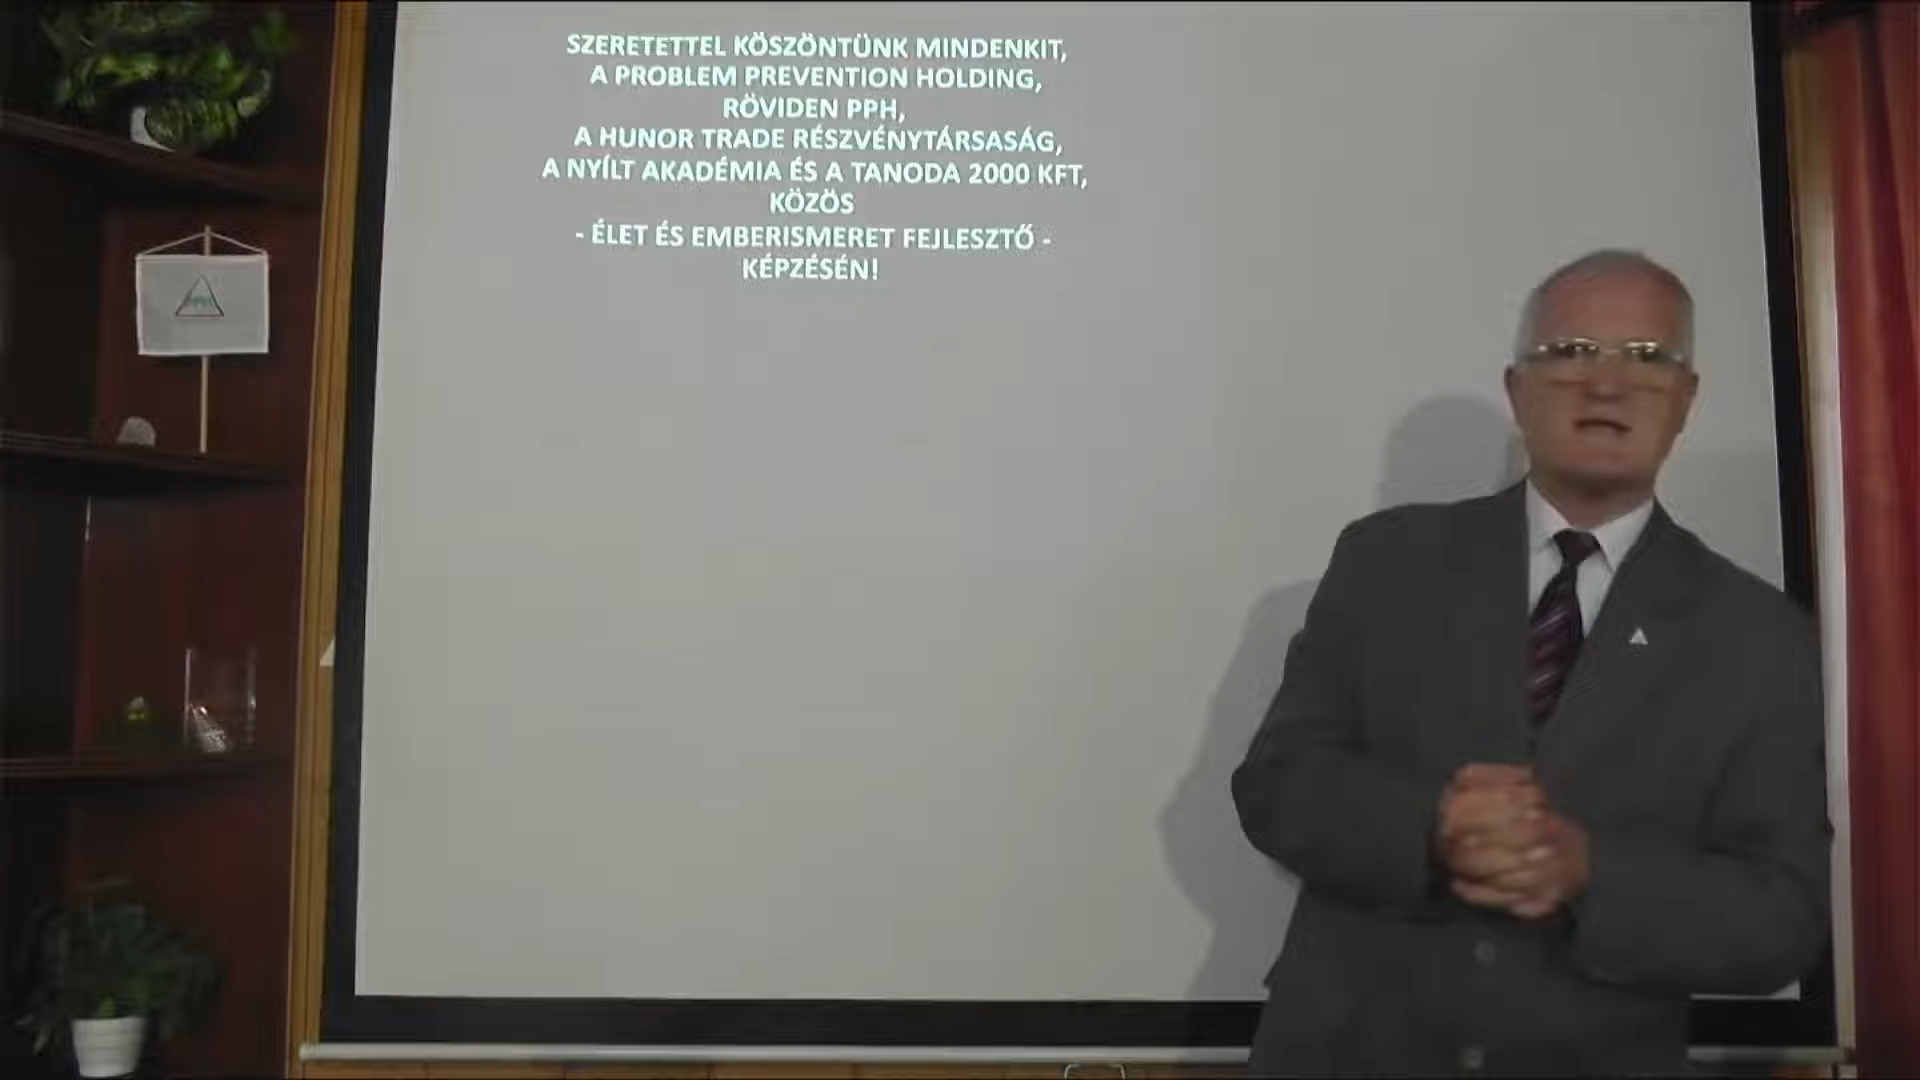 SZERETETTEL KÖSZÖNTÜNK MINDENKIT,
A PROBLEM PREVENTION HOLDING,
RÖVIDEN PPH,
A HUNOR TRADE RÉSZVÉNYTÁRSASÁG,
A NYÍLT AKADÉMIA ÉS A TANODA 2000 KFT,
KÖZÖS
- ÉLET ÉS EMBERISMERET FEJLESZTŐ -
KÉPZÉSÉN!